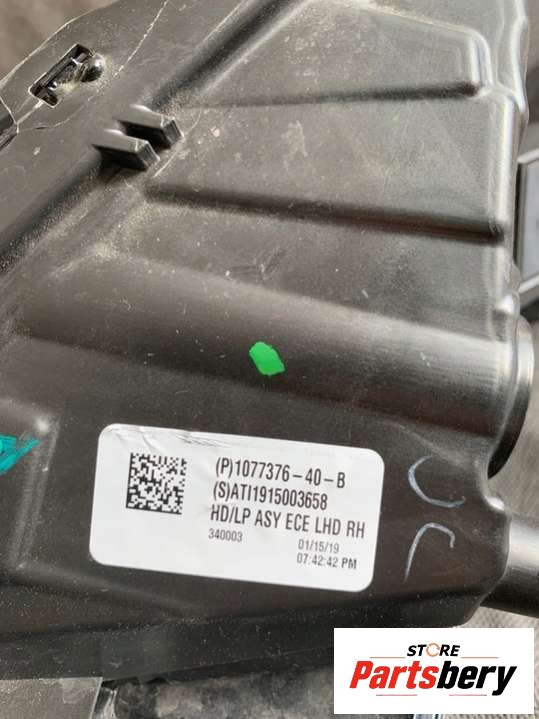 (P)1077376-40-B
(S)ATI1915003658
HD/LP ASY ECE LHD RH
340003 01/15/19
07:42:42 PM
STORE
Partsbery